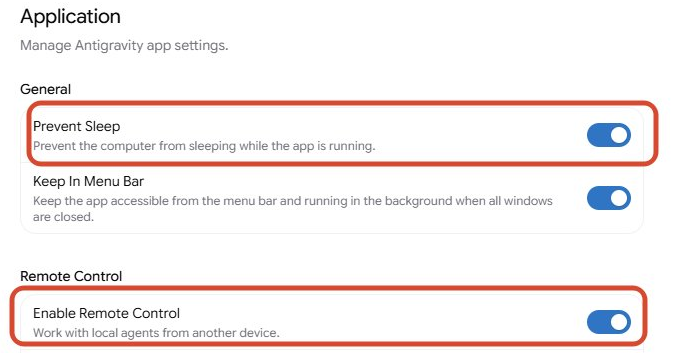 Application
Manage Antigravity app settings.
General
Prevent Sleep
Prevent the computer from sleeping while the app is running.
Keep In Menu Bar
Keep the app accessible from the menu bar and running in the background when all windows
are closed.
Remote Control
Enable Remote Control
Work with local agents from another device.